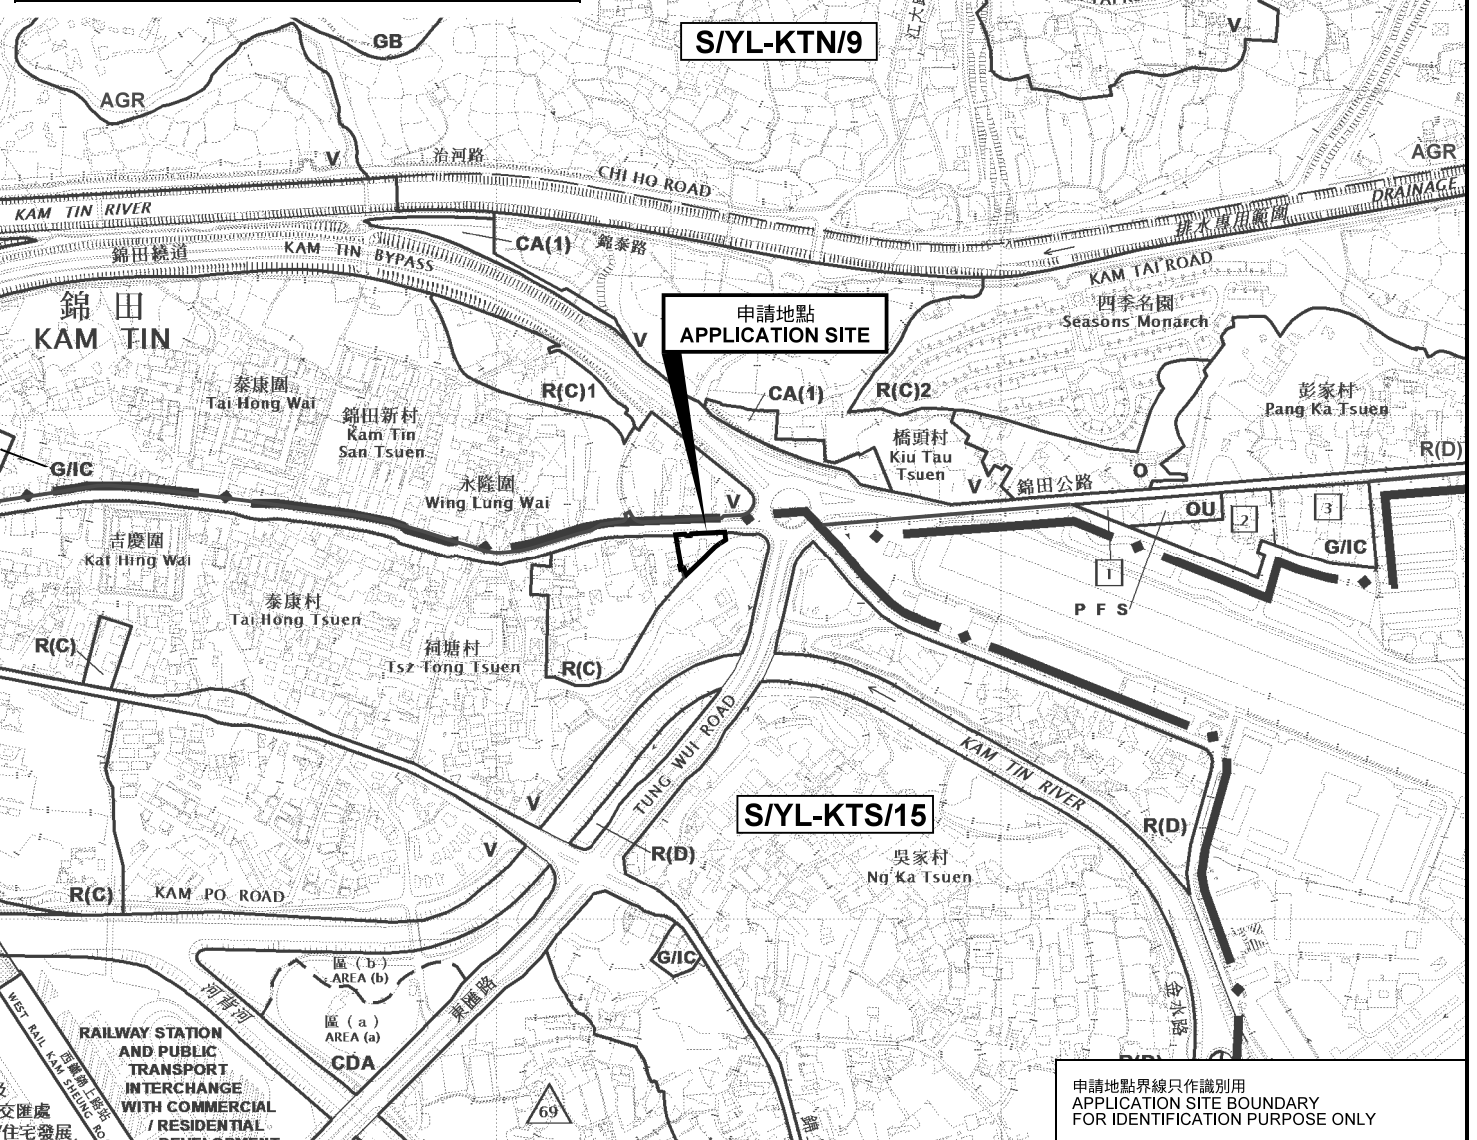 S/YL-KTN/9
V
GB
AGR
V
治河路
CHI HO ROAD
AGR
KAM TIN RIVER
排水專用範圍
DRAINAGE
CA(1)
錦泰路
錦田繞道
KAM TIN BYPASS
KAM TAI ROAD
錦田
KAM TIN
申請地點
APPLICATION SITE
四季名園
Seasons Monarch
V
泰康圍
Tai Hong Wai
R(C)1
CA(1)
R(C)2
彭家村
Pang Ka Tsuen
錦田新村
Kam Tin
San Tsuen
橋頭村
Kiu Tau
Tsuen
R(D)
G/IC
永隆圍
Wing Lung Wai
V
V
錦田公路
O
OU
2
3
吉慶圍
Kat Hing Wai
G/IC
1
P F S
泰康村
Tai Hong Tsuen
R(C)
祠塘村
Tsz Tong Tsuen
R(C)
TUNG WUI ROAD
KAM TIN RIVER
V
S/YL-KTS/15
R(D)
V
R(D)
吳家村
Ng Ka Tsuen
R(C)
KAM PO ROAD
G/IC
區(b)
AREA (b)
河背河
東匯路
金水路
區(a)
AREA (a)
CDA
WEST RAIL KAM SHEUNG RO
西鐵錦上路站
RAILWAY STATION
AND PUBLIC
TRANSPORT
INTERCHANGE
WITH COMMERCIAL
/ RESIDENTIAL
交匯處
住宅發展
69
申請地點界線只作識別用
APPLICATION SITE BOUNDARY
FOR IDENTIFICATION PURPOSE ONLY